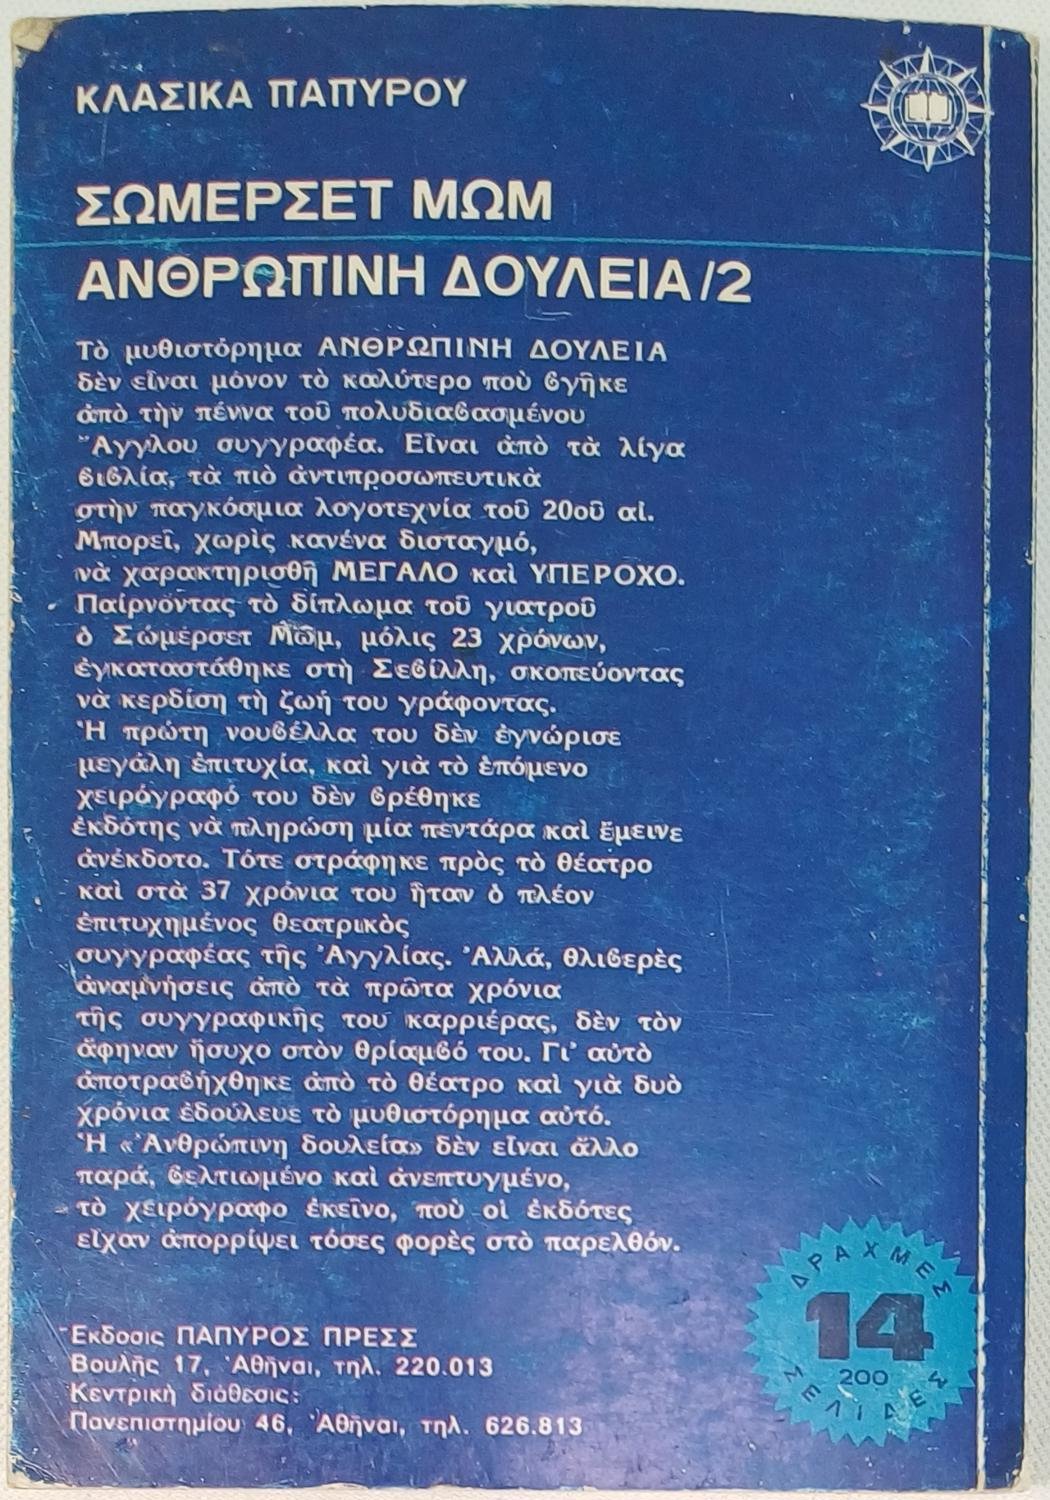 ΚΛΑΣΙΚΑ ΠΑΠΥΡΟΥ
ΣΩΜΕΡΣΕΤ ΜΩΜ
ΑΝΘΡΩΠΙΝΗ ΔΟΥΛΕΙΑ/2
Τὸ μυθιστόρημα ΑΝΘΡΩΠΙΝΗ ΔΟΥΛΕΙΑ
δὲν εἶναι μόνον τὸ καλύτερο ποὺ ϐγῆκε
ἀπὸ τὴν πέννα τοῦ πολυδιαϐασμένου
Ἄγγλου συγγραφέα. Εἶναι ἀπὸ τὰ λίγα
ϐιϐλία, τὰ πιὸ ἀντιπροσωπευτικὰ
στὴν παγκόσμια λογοτεχνία τοῦ 20οῦ αἰ.
Μπορεῖ, χωρὶς κανένα δισταγμό,
νὰ χαρακτηρισθῆ ΜΕΓΑΛΟ καὶ ΥΠΕΡΟΧΟ.
Παίρνοντας τὸ δίπλωμα τοῦ γιατροῦ
ὁ Σώμερσετ Μῶμ, μόλις 23 χρόνων,
ἐγκαταστάθηκε στὴ Σεϐίλλη, σκοπεύοντας
νὰ κερδίση τὴ ζωή του γράφοντας.
Ἡ πρώτη νουϐέλλα του δὲν ἐγνώρισε
μεγάλη ἐπιτυχία, καὶ γιὰ τὸ ἑπόμενο
χειρόγραφό του δὲν ϐρέθηκε
ἐκδότης νὰ πληρώση μία πεντάρα καὶ ἔμεινε
ἀνέκδοτο. Τότε στράφηκε πρὸς τὸ θέατρο
καὶ στὰ 37 χρόνια του ἦταν ὁ πλέον
ἐπιτυχημένος θεατρικὸς
συγγραφέας τῆς Ἀγγλίας. Ἀλλά, θλιϐερὲς
ἀναμνήσεις ἀπὸ τὰ πρῶτα χρόνια
τῆς συγγραφικῆς του καρριέρας, δὲν τὸν
ἄφηναν ἥσυχο στὸν θρίαμϐό του. Γι' αὐτὸ
ἀποτραϐήχθηκε ἀπὸ τὸ θέατρο καὶ γιὰ δυὸ
χρόνια ἐδούλευε τὸ μυθιστόρημα αὐτό.
Ἡ «Ἀνθρώπινη δουλεία» δὲν εἶναι ἄλλο
παρά, ϐελτιωμένο καὶ ἀνεπτυγμένο,
τὸ χειρόγραφο ἐκεῖνο, ποὺ οἱ ἐκδότες
εἶχαν ἀπορρίψει τόσες φορὲς στὸ παρελθόν.
Ἔκδοσις ΠΑΠΥΡΟΣ ΠΡΕΣΣ
Βουλῆς 17, Ἀθῆναι, τηλ. 220.013
Κεντρικὴ διάθεσις:
Πανεπιστημίου 46, Ἀθῆναι, τηλ. 626.813
ΔΡΑΧΜΕΣ
14
200
ΣΕΛΙΔΕΣ